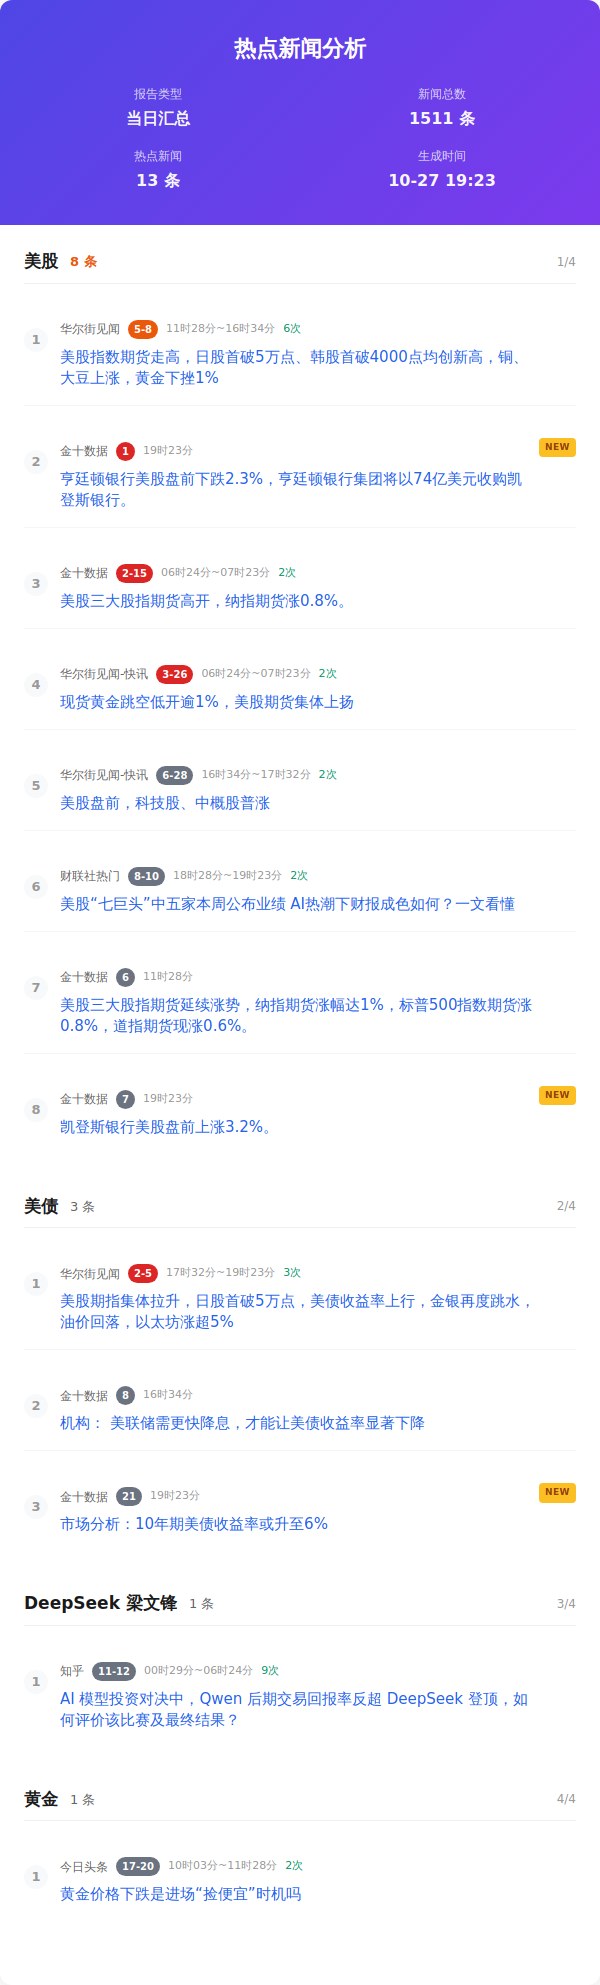 热点新闻分析
报告类型
新闻总数
当日汇总
1511 条
热点新闻
生成时间
13 条
10-27 19:23
美股 8 条 1/4
1 华尔街见闻 5-8 11时28分~16时34分 6次
美股指数期货走高，日股首破5万点、韩股首破4000点均创新高，铜、
大豆上涨，黄金下挫1%
2 金十数据 1 19时23分 NEW
亨廷顿银行美股盘前下跌2.3%，亨廷顿银行集团将以74亿美元收购凯
登斯银行。
3 金十数据 2-15 06时24分~07时23分 2次
美股三大股指期货高开，纳指期货涨0.8%。
4 华尔街见闻-快讯 3-26 06时24分~07时23分 2次
现货黄金跳空低开逾1%，美股期货集体上扬
5 华尔街见闻-快讯 6-28 16时34分~17时32分 2次
美股盘前，科技股、中概股普涨
6 财联社热门 8-10 18时28分~19时23分 2次
美股“七巨头”中五家本周公布业绩 AI热潮下财报成色如何？一文看懂
7 金十数据 6 11时28分
美股三大股指期货延续涨势，纳指期货涨幅达1%，标普500指数期货涨
0.8%，道指期货现涨0.6%。
8 金十数据 7 19时23分 NEW
凯登斯银行美股盘前上涨3.2%。
美债 3 条 2/4
1 华尔街见闻 2-5 17时32分~19时23分 3次
美股期指集体拉升，日股首破5万点，美债收益率上行，金银再度跳水，
油价回落，以太坊涨超5%
2 金十数据 8 16时34分
机构： 美联储需更快降息，才能让美债收益率显著下降
3 金十数据 21 19时23分 NEW
市场分析：10年期美债收益率或升至6%
DeepSeek 梁文锋 1 条 3/4
1 知乎 11-12 00时29分~06时24分 9次
AI 模型投资对决中，Qwen 后期交易回报率反超 DeepSeek 登顶，如
何评价该比赛及最终结果？
黄金 1 条 4/4
1 今日头条 17-20 10时03分~11时28分 2次
黄金价格下跌是进场“捡便宜”时机吗